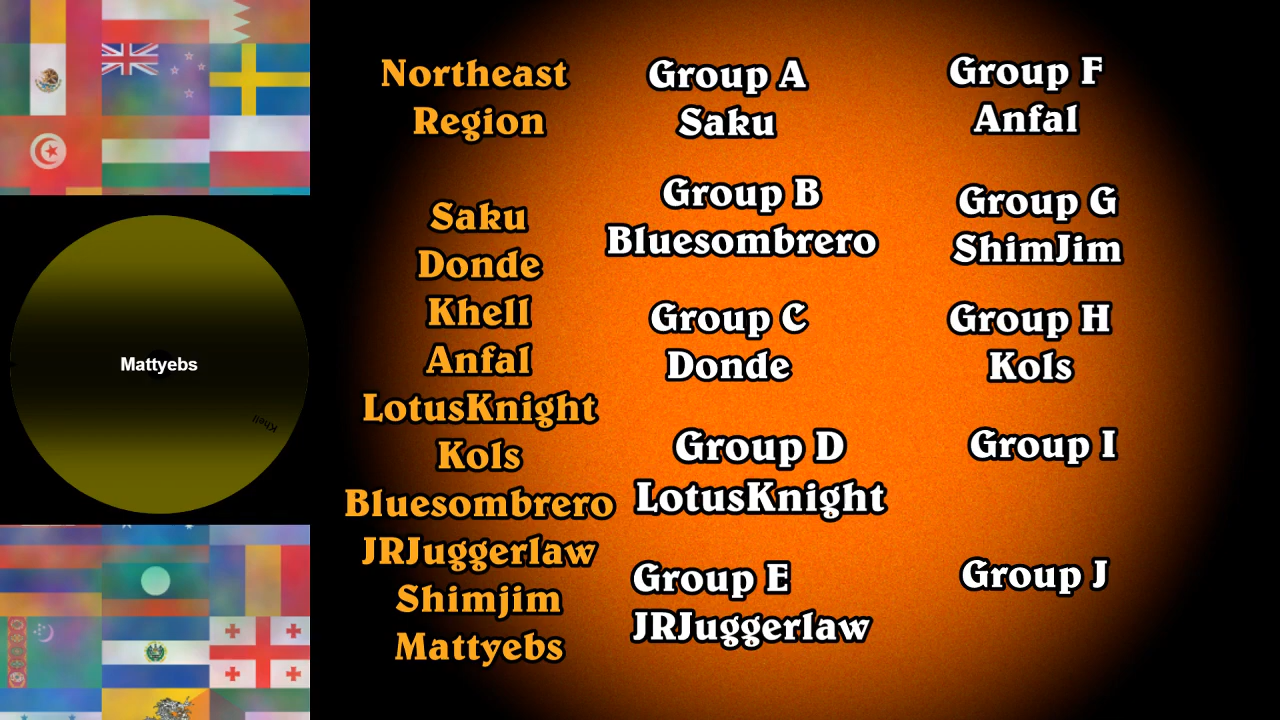 Northeast
Region
Saku
Donde
Khell
Anfal
LotusKnight
Kols
Bluesombrero
JRJuggerlaw
Shimjim
Mattyebs
Group A
Saku
Group B
Bluesombrero
Group C
Donde
Group D
LotusKnight
Group E
JRJuggerlaw
Group F
Anfal
Group G
ShimJim
Group H
Kols
Group I
Group J
Mattyebs
Khell